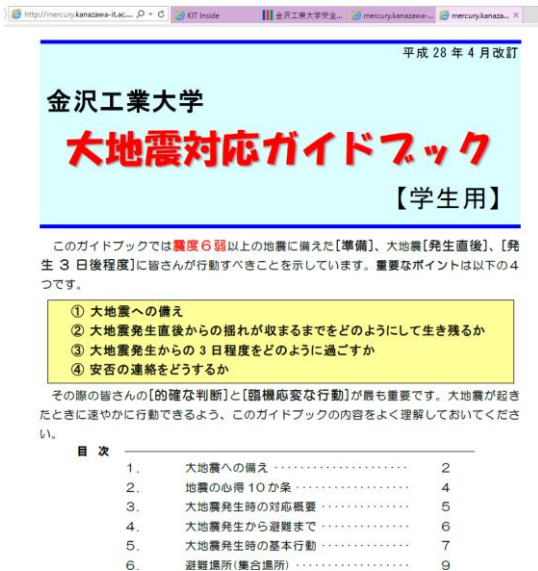 http://mercury.kanazawa-it.ac....
KIT Inside
金沢工業大学安全...
mercury.kanazawa-...
mercury.kanaza...
平成 28 年 4 月改訂
金沢工業大学
大地震対応ガイドブック
【学生用】
このガイドブックでは震度6弱以上の地震に備えた[準備]、大地震[発生直後]、[発
生 3 日後程度]に皆さんが行動すべきことを示しています。重要なポイントは以下の4
つです。
① 大地震への備え
② 大地震発生直後からの揺れが収まるまでをどのようにして生き残るか
③ 大地震発生からの 3 日程度をどのように過ごすか
④ 安否の連絡をどうするか
その際の皆さんの[的確な判断]と[臨機応変な行動]が最も重要です。大地震が起き
たときに速やかに行動できるよう、このガイドブックの内容をよく理解しておいてくださ
い。
目 次
1. 大地震への備え ····················· 2
2. 地震の心得 10 か条 ·················· 4
3. 大地震発生時の対応概要 ··············· 5
4. 大地震発生から避難まで ··············· 6
5. 大地震発生時の基本行動 ·············· 7
6. 避難場所(集合場所) ·················· 9